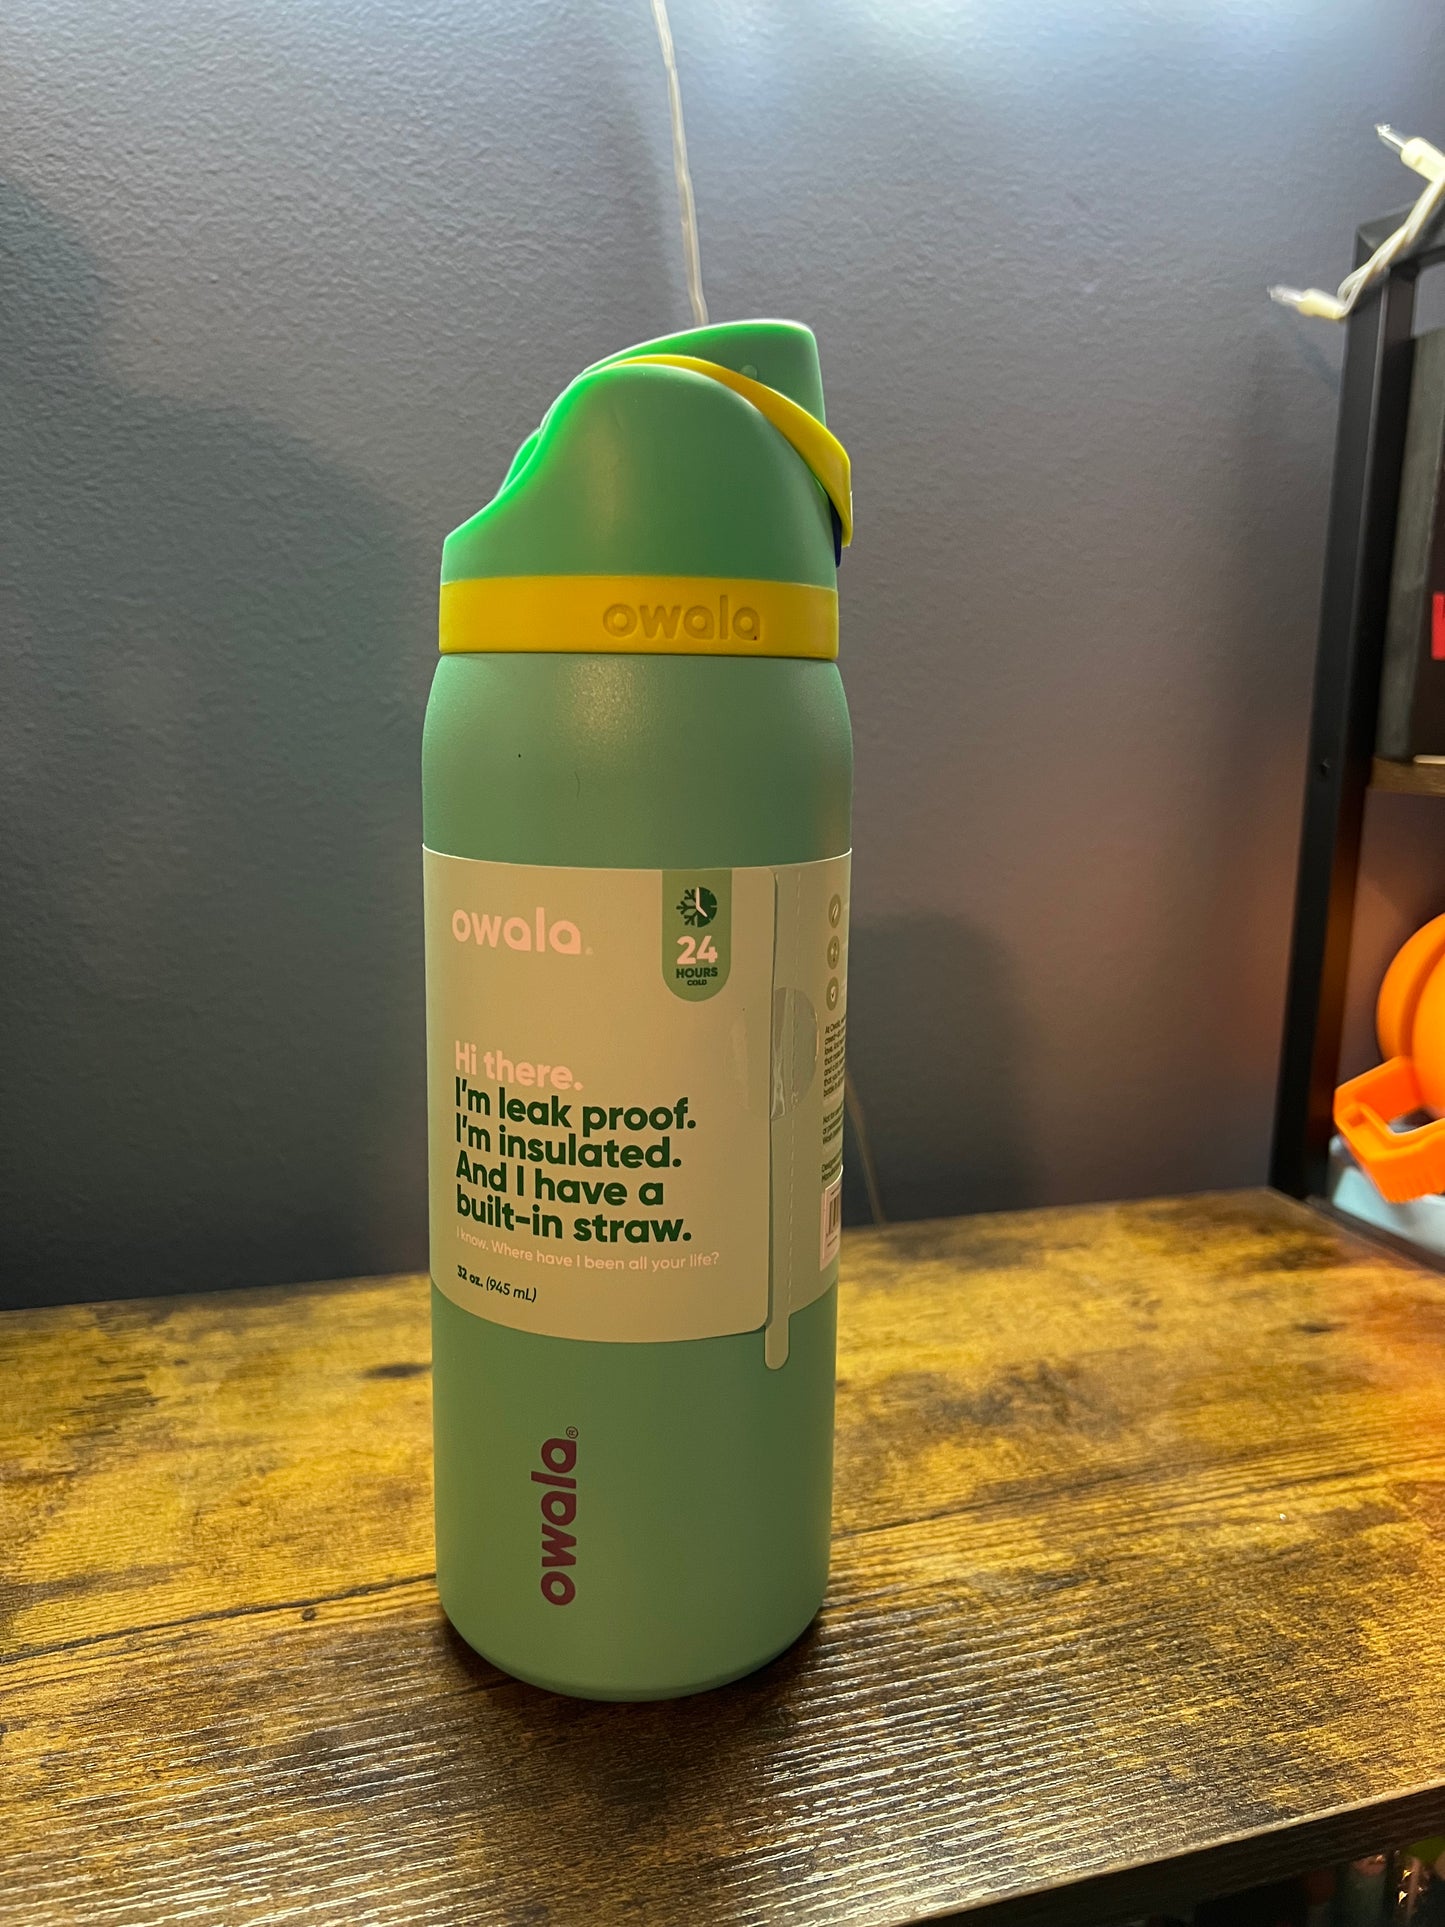 owala
owala®
24
HOURS
COLD
Hi there.
I'm leak proof.
I'm insulated.
And I have a
built-in straw.
I know. Where have I been all your life?
32 oz. (945 mL)
owala®